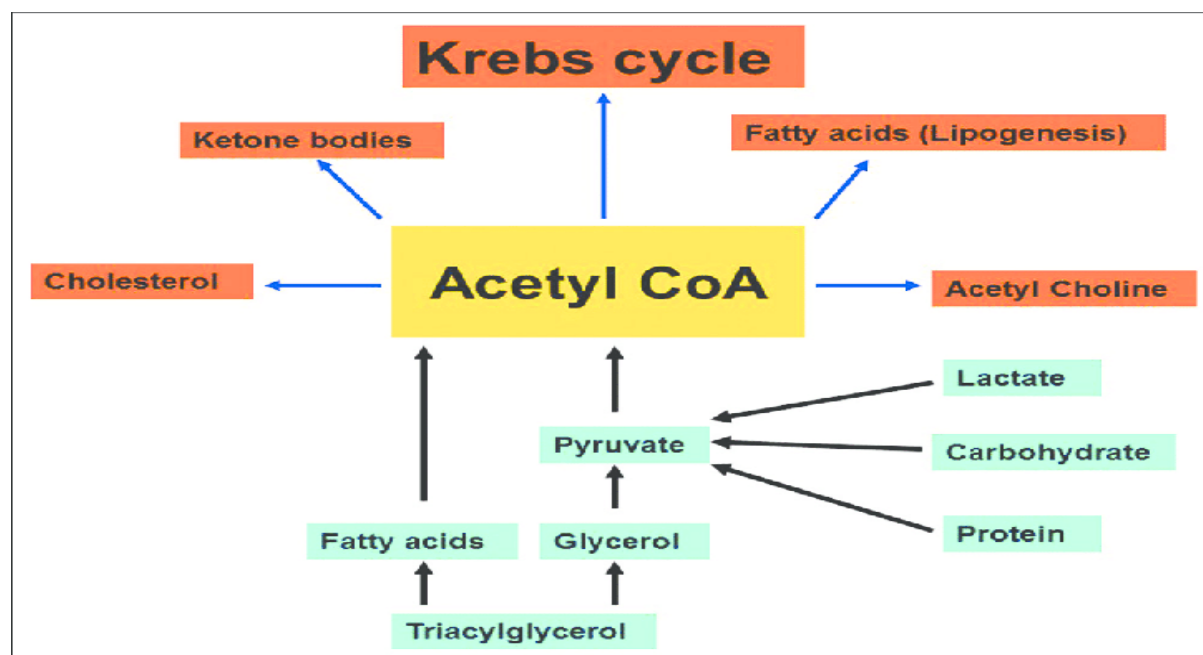 Krebs cycle
Ketone bodies
Fatty acids (Lipogenesis)
Cholesterol
Acetyl CoA
Acetyl Choline
Lactate
Pyruvate
Carbohydrate
Fatty acids
Glycerol
Protein
Triacylglycerol